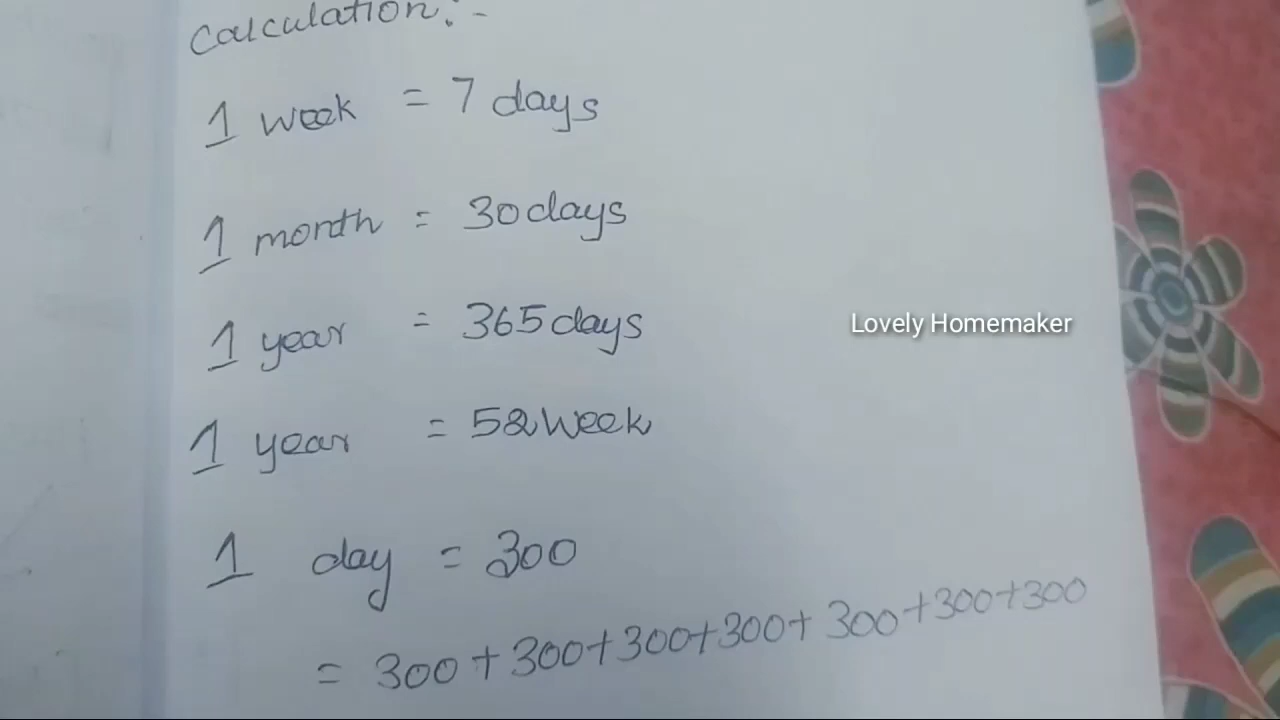 Calculation:-
1 week = 7 days
1 month = 30 days
1 year = 365 days
Lovely Homemaker
1 year = 52 week
1 day = 300
= 300 + 300 + 300 + 300 + 300 + 300 + 300